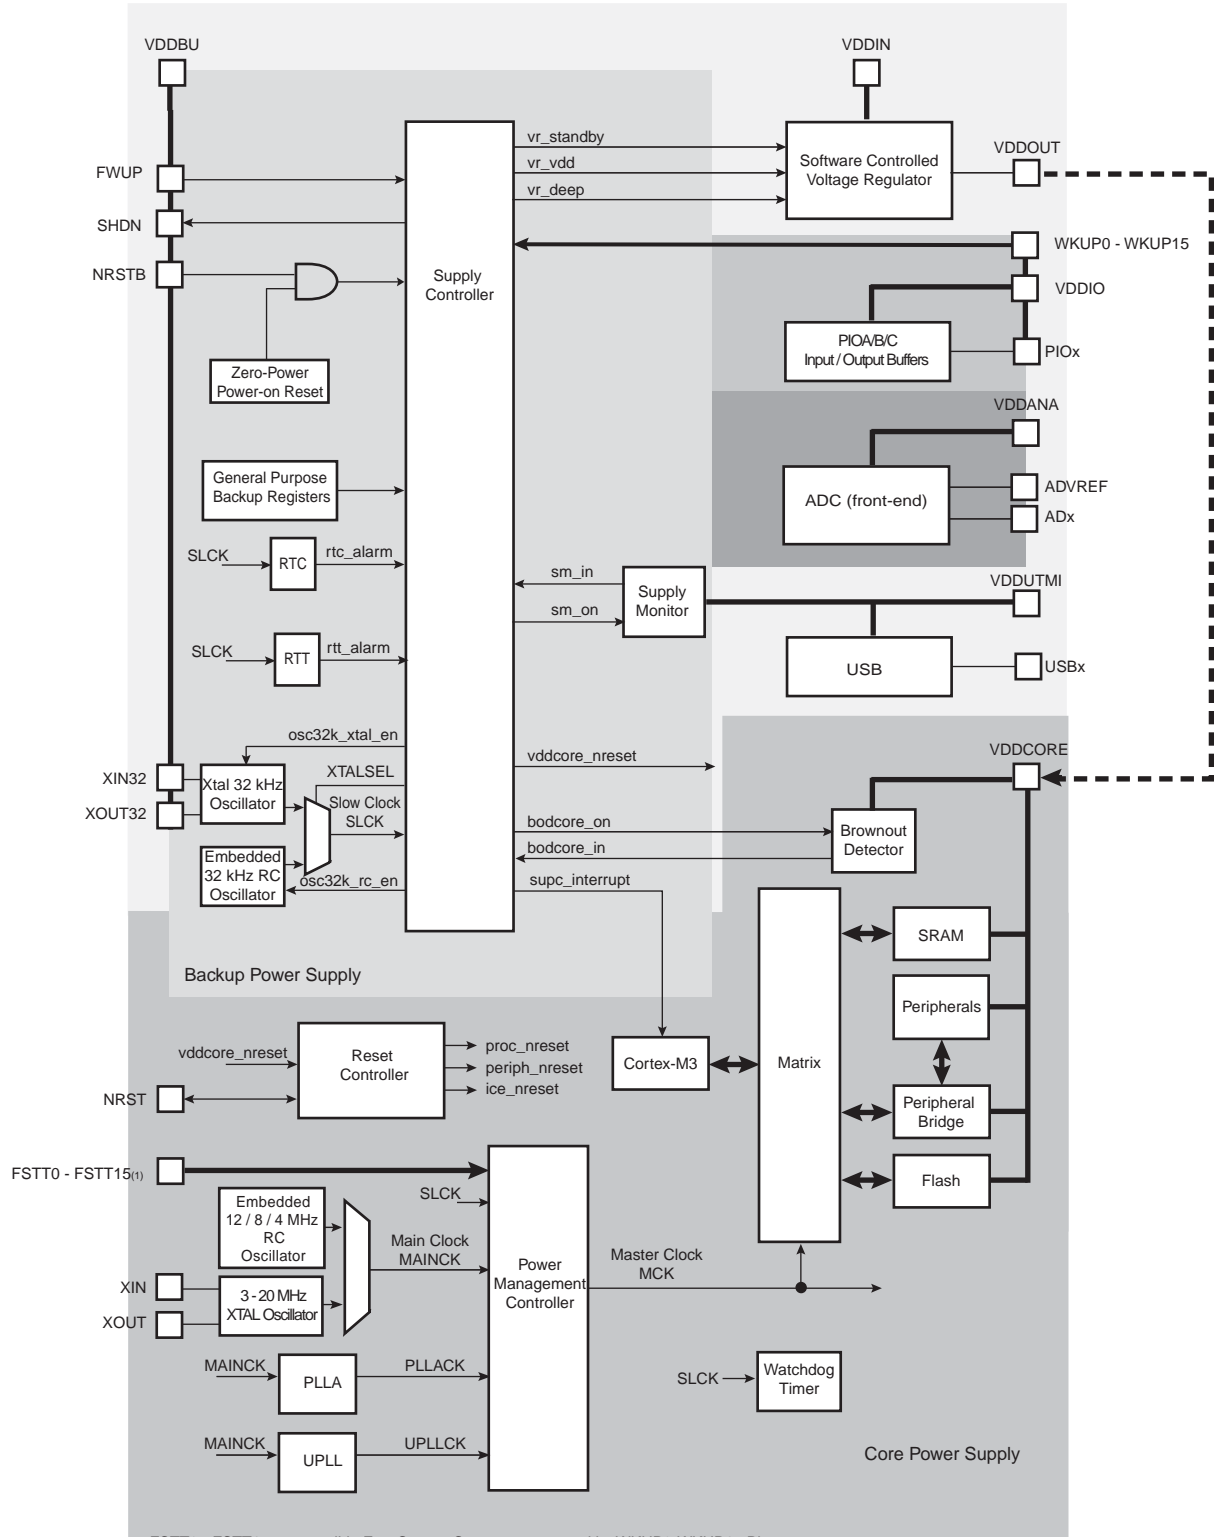 VDDBU
VDDIN
FWUP
SHDN
NRSTB
vr_standby
vr_vdd
vr_deep
Software Controlled
Voltage Regulator
VDDOUT
WKUP0 - WKUP15
Supply
Controller
VDDIO
PIOA/B/C
Input / Output Buffers
PIOx
Zero-Power
Power-on Reset
VDDANA
General Purpose
Backup Registers
ADC (front-end)
ADVREF
ADx
SLCK
RTC
rtc_alarm
sm_in
sm_on
Supply
Monitor
VDDUTMI
SLCK
RTT
rtt_alarm
USB
USBx
osc32k_xtal_en
vddcore_nreset
VDDCORE
XIN32
XOUT32
Xtal 32 kHz
Oscillator
XTALSEL
Slow Clock
SLCK
bodcore_on
bodcore_in
Brownout
Detector
Embedded
32 kHz RC
Oscillator
osc32k_rc_en
supc_interrupt
SRAM
Backup Power Supply
Peripherals
vddcore_nreset
NRST
Reset
Controller
proc_nreset
periph_nreset
ice_nreset
Cortex-M3
Matrix
Peripheral
Bridge
FSTT0 - FSTT15(1)
SLCK
Flash
Embedded
12 / 8 / 4 MHz
RC
Oscillator
Main Clock
MAINCK
Power
Management
Controller
Master Clock
MCK
XIN
XOUT
3 - 20 MHz
XTAL Oscillator
MAINCK
PLLA
PLLACK
SLCK
Watchdog
Timer
MAINCK
UPLL
UPLLCK
Core Power Supply